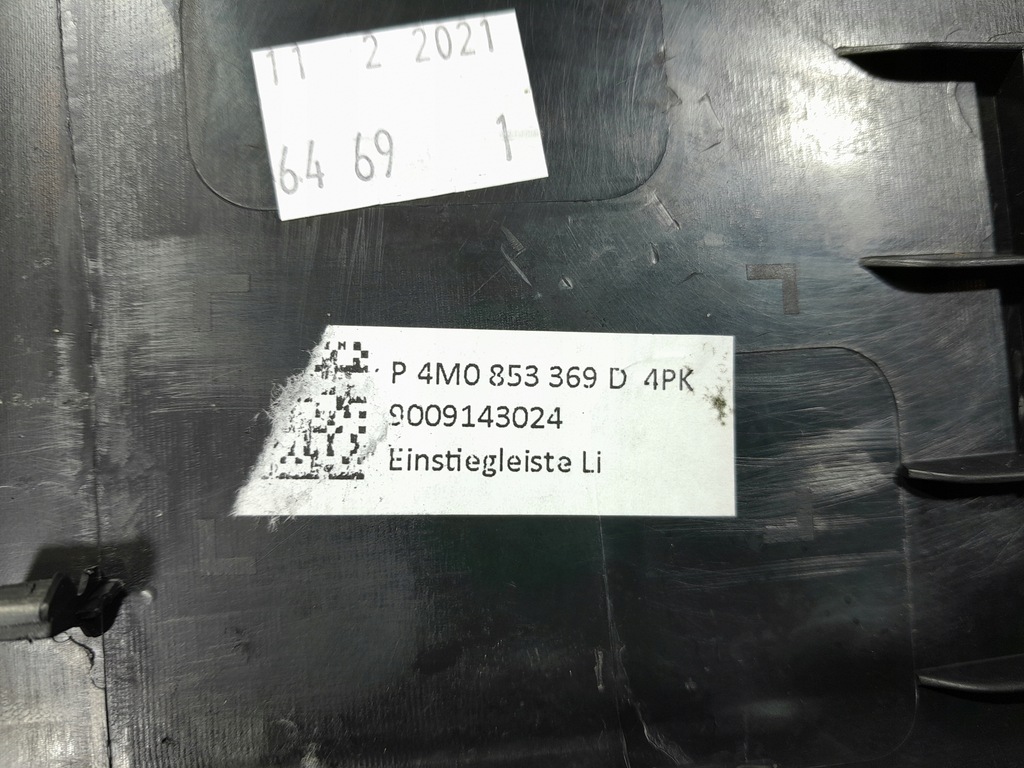 11 2 2021
64 69 1
P 4M0 853 369 D 4PK
9009143024
Einstiegleiste Li